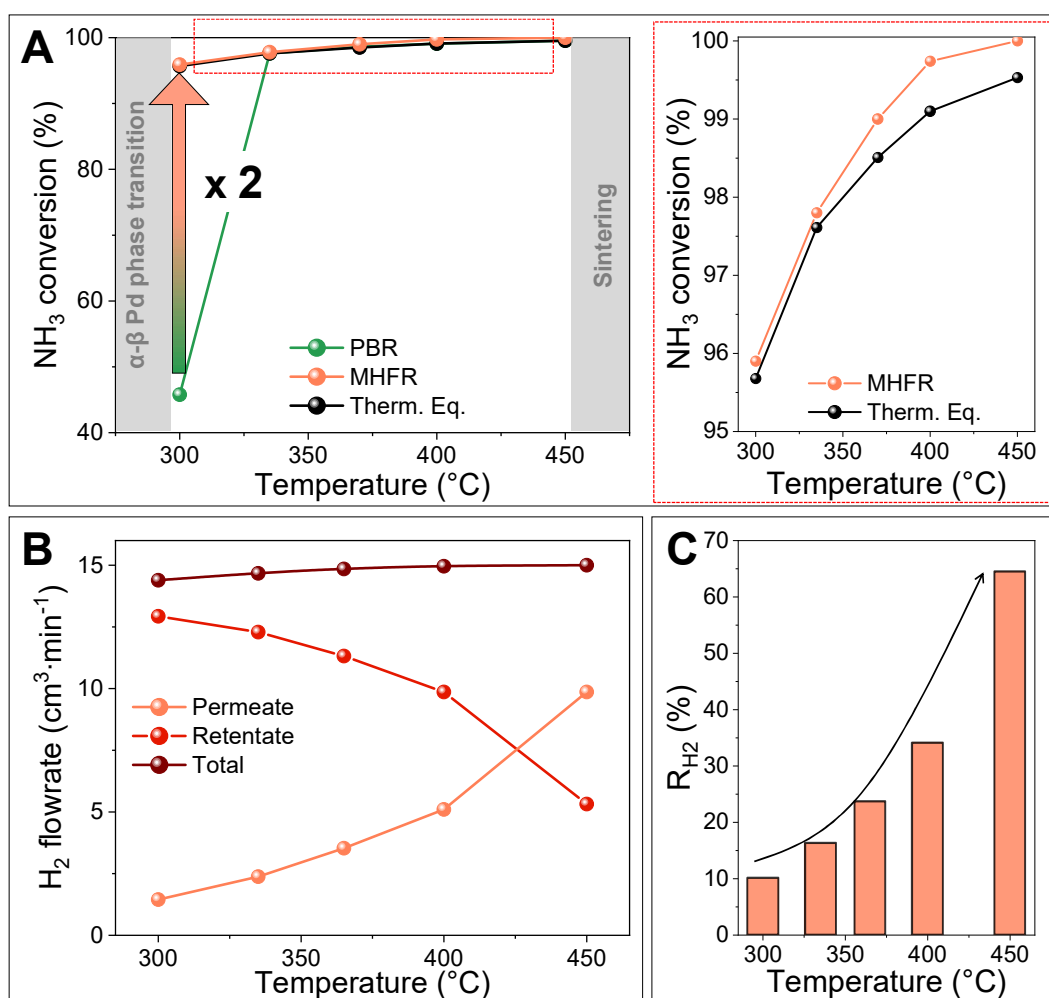 A
NH₃ conversion (%)
100
80
60
40
α-β Pd phase transition
x 2
Sintering
PBR
MHFR
Therm. Eq.
300
350
400
450
Temperature (°C)
NH₃ conversion (%)
100
99
98
97
96
95
MHFR
Therm. Eq.
300
350
400
450
Temperature (°C)
B
H₂ flowrate (cm³·min⁻¹)
15
10
5
0
Permeate
Retentate
Total
300
350
400
450
Temperature (°C)
C
R_H2 (%)
70
60
50
40
30
20
10
0
300
350
400
450
Temperature (°C)